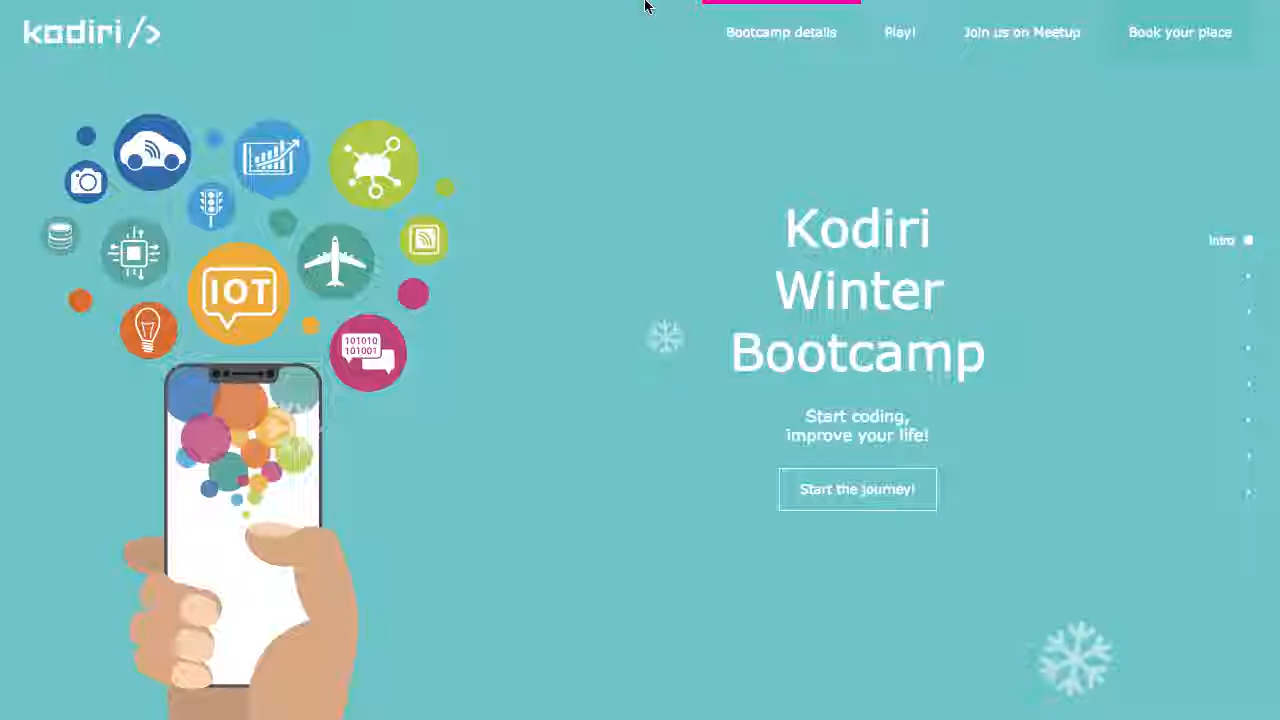 kodiri />
Bootcamp details
Play!
Join us on Meetup
Book your place
IOT
101010
101001
Kodiri
Winter
Bootcamp
Intro
Start coding,
improve your life!
Start the journey!